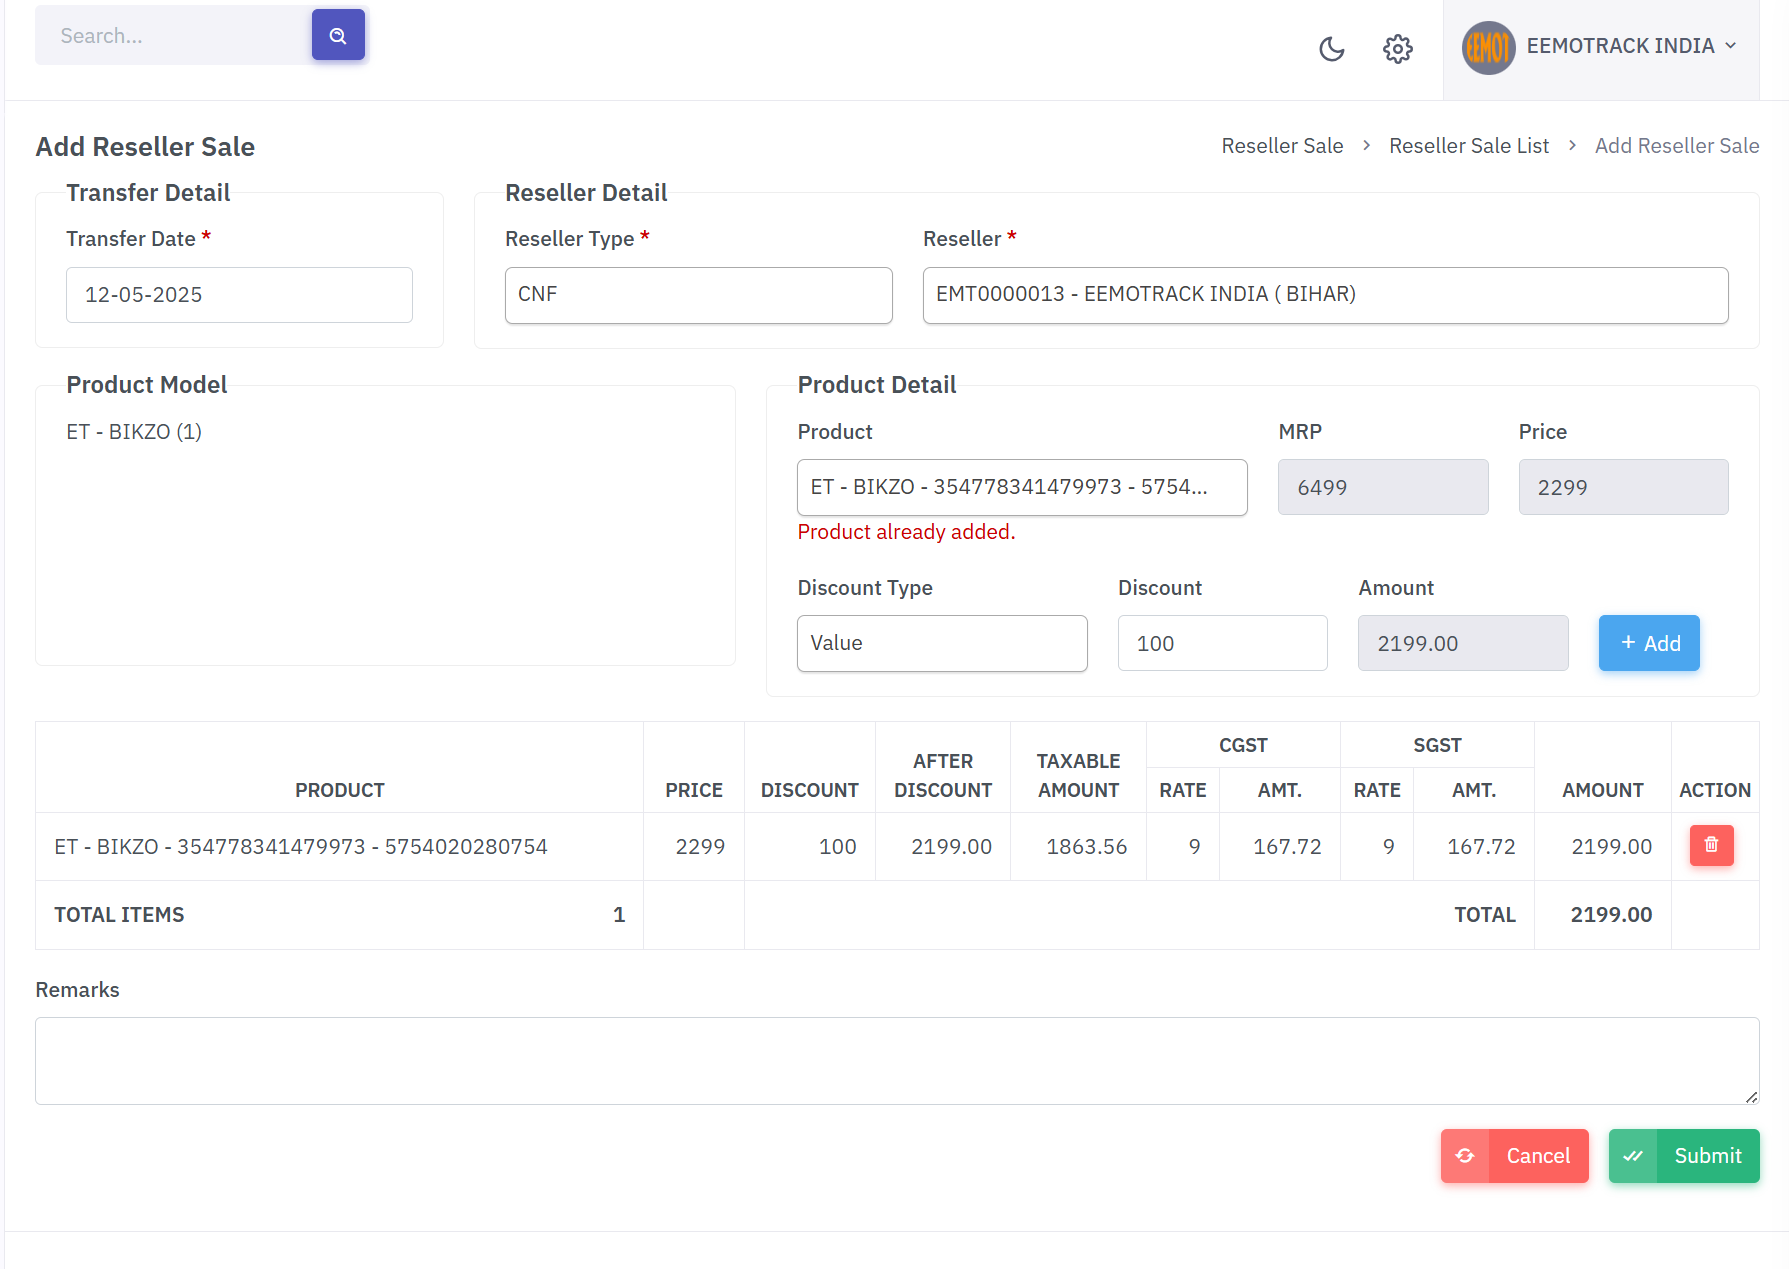 Search...
EEMOT
EEMOTRACK INDIA
Add Reseller Sale
Reseller Sale > Reseller Sale List > Add Reseller Sale
Transfer Detail
Transfer Date *
12-05-2025
Reseller Detail
Reseller Type *
CNF
Reseller *
EMT0000013 - EEMOTRACK INDIA ( BIHAR)
Product Model
ET - BIKZO (1)
Product Detail
Product
ET - BIKZO - 354778341479973 - 5754...
Product already added.
MRP
6499
Price
2299
Discount Type
Value
Discount
100
Amount
2199.00
+ Add
PRODUCT PRICE DISCOUNT AFTER DISCOUNT TAXABLE AMOUNT CGST SGST AMOUNT ACTION
RATE AMT. RATE AMT.
ET - BIKZO - 354778341479973 - 5754020280754 2299 100 2199.00 1863.56 9 167.72 9 167.72 2199.00
TOTAL ITEMS 1 TOTAL 2199.00
Remarks
Cancel
Submit